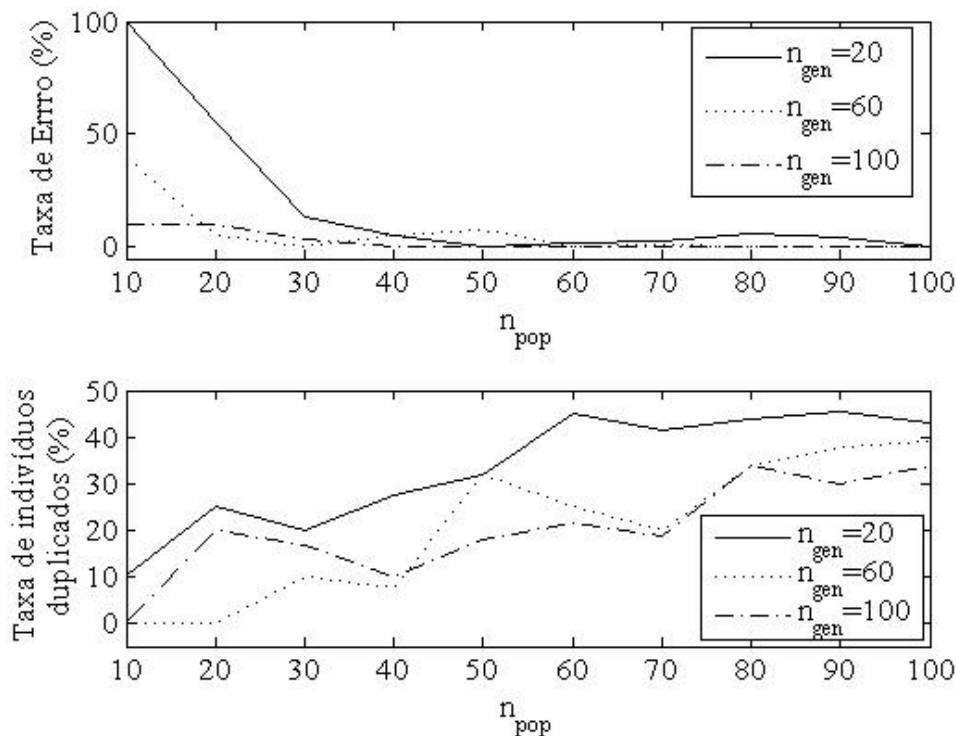 100
50
0
Taxa de Errro (%)
n_gen=20
n_gen=60
n_gen=100
10 20 30 40 50 60 70 80 90 100
n_pop
50
40
30
20
10
0
Taxa de indivíduos
duplicados (%)
n_gen=20
n_gen=60
n_gen=100
10 20 30 40 50 60 70 80 90 100
n_pop